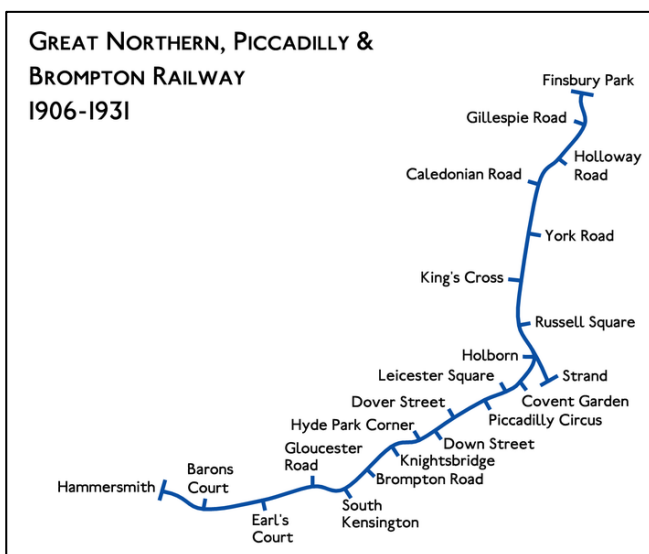 Great Northern, Piccadilly &
Brompton Railway
1906-1931
Finsbury Park
Gillespie Road
Holloway
Road
Caledonian Road
York Road
King's Cross
Russell Square
Holborn
Strand
Leicester Square
Covent Garden
Dover Street
Piccadilly Circus
Hyde Park Corner
Down Street
Gloucester
Road
Knightsbridge
Barons
Court
Brompton Road
Hammersmith
South
Kensington
Earl's
Court